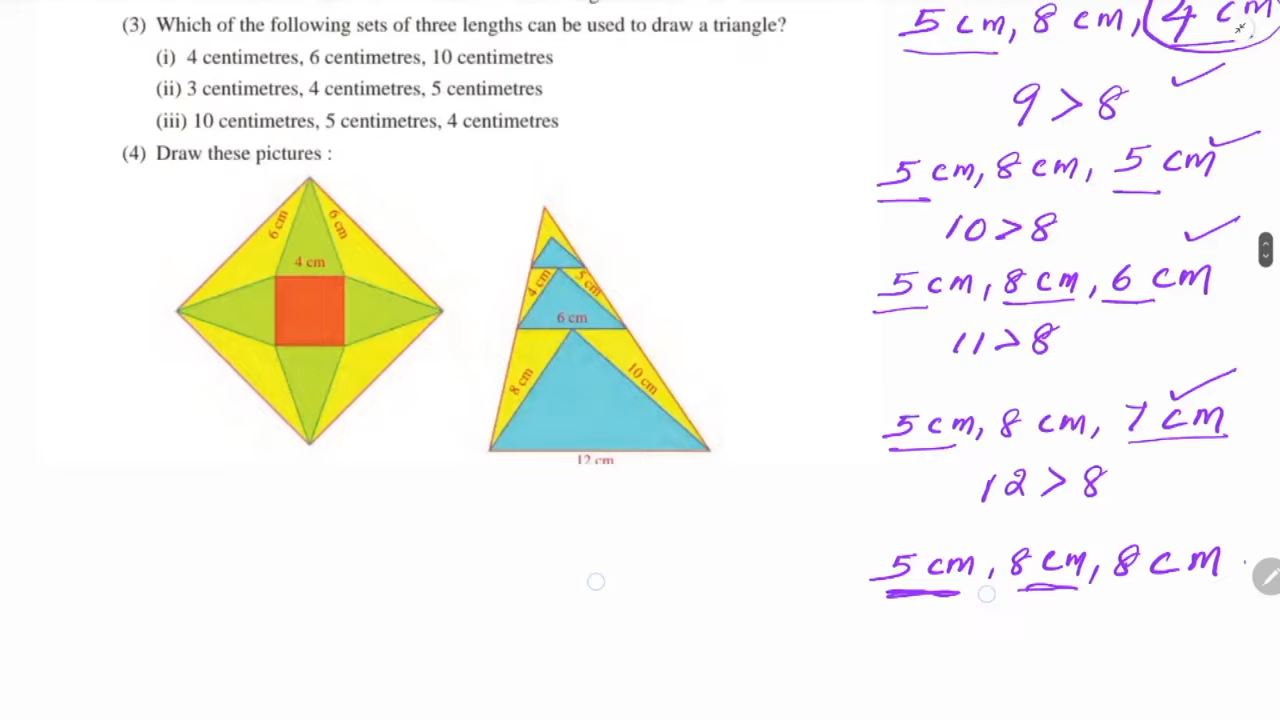 (3) Which of the following sets of three lengths can be used to draw a triangle?
(i) 4 centimetres, 6 centimetres, 10 centimetres
(ii) 3 centimetres, 4 centimetres, 5 centimetres
(iii) 10 centimetres, 5 centimetres, 4 centimetres
(4) Draw these pictures :
6 cm
6 cm
4 cm
4 cm
5 cm
6 cm
8 cm
10 cm
12 cm
5 cm, 8 cm, 4 cm
9 > 8
5 cm, 8 cm, 5 cm
10 > 8
5 cm, 8 cm, 6 cm
11 > 8
5 cm, 8 cm, 7 cm
12 > 8
5 cm, 8 cm, 8 cm